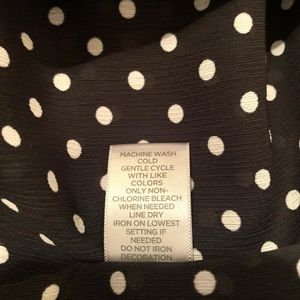 MACHINE WASH
COLD
GENTLE CYCLE
WITH LIKE
COLORS
ONLY NON-
CHLORINE BLEACH
WHEN NEEDED
LINE DRY
IRON ON LOWEST
SETTING IF
NEEDED
DO NOT IRON
DECORATION